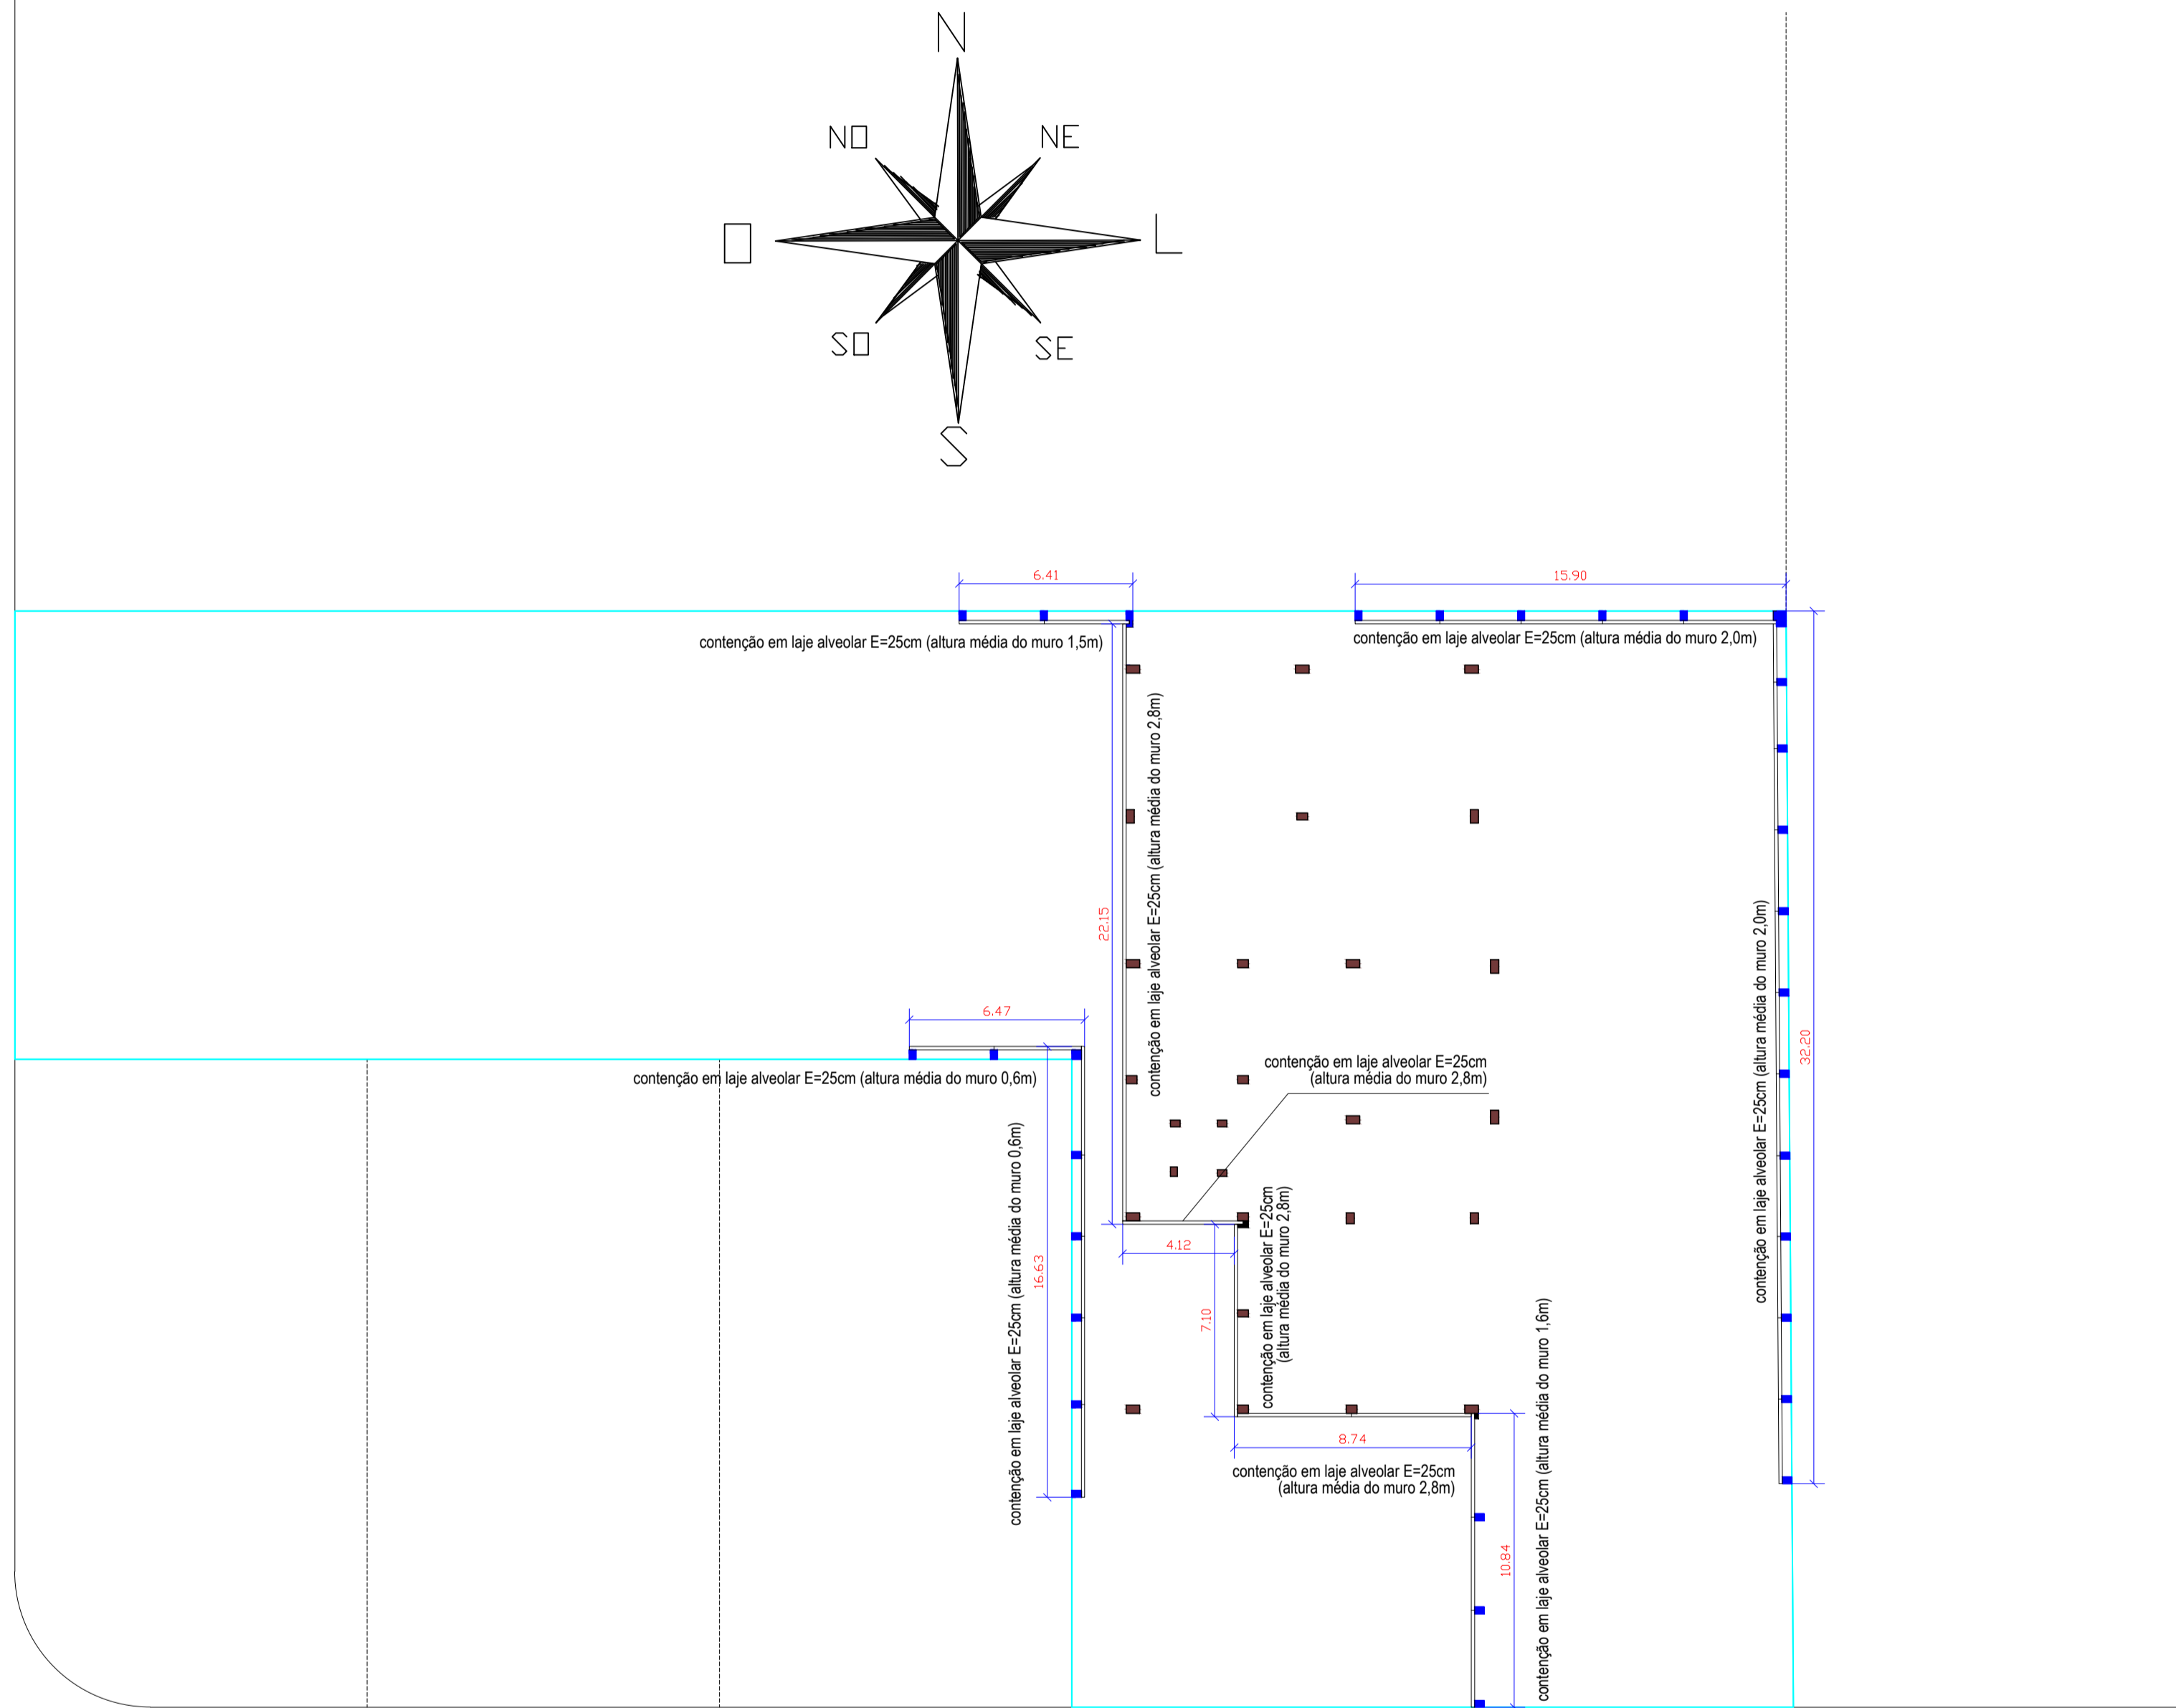 N
NO
NE
O
L
SO
SE
S
6.41
15.90
contenção em laje alveolar E=25cm (altura média do muro 1,5m)
contenção em laje alveolar E=25cm (altura média do muro 2,0m)
contenção em laje alveolar E=25cm (altura média do muro 2,8m)
22.15
contenção em laje alveolar E=25cm (altura média do muro 2,0m)
32.20
6.47
contenção em laje alveolar E=25cm (altura média do muro 0,6m)
contenção em laje alveolar E=25cm
(altura média do muro 2,8m)
contenção em laje alveolar E=25cm (altura média do muro 0,6m)
16.63
4.12
7.10
contenção em laje alveolar E=25cm
(altura média do muro 2,8m)
8.74
contenção em laje alveolar E=25cm
(altura média do muro 2,8m)
10.84
contenção em laje alveolar E=25cm (altura média do muro 1,6m)